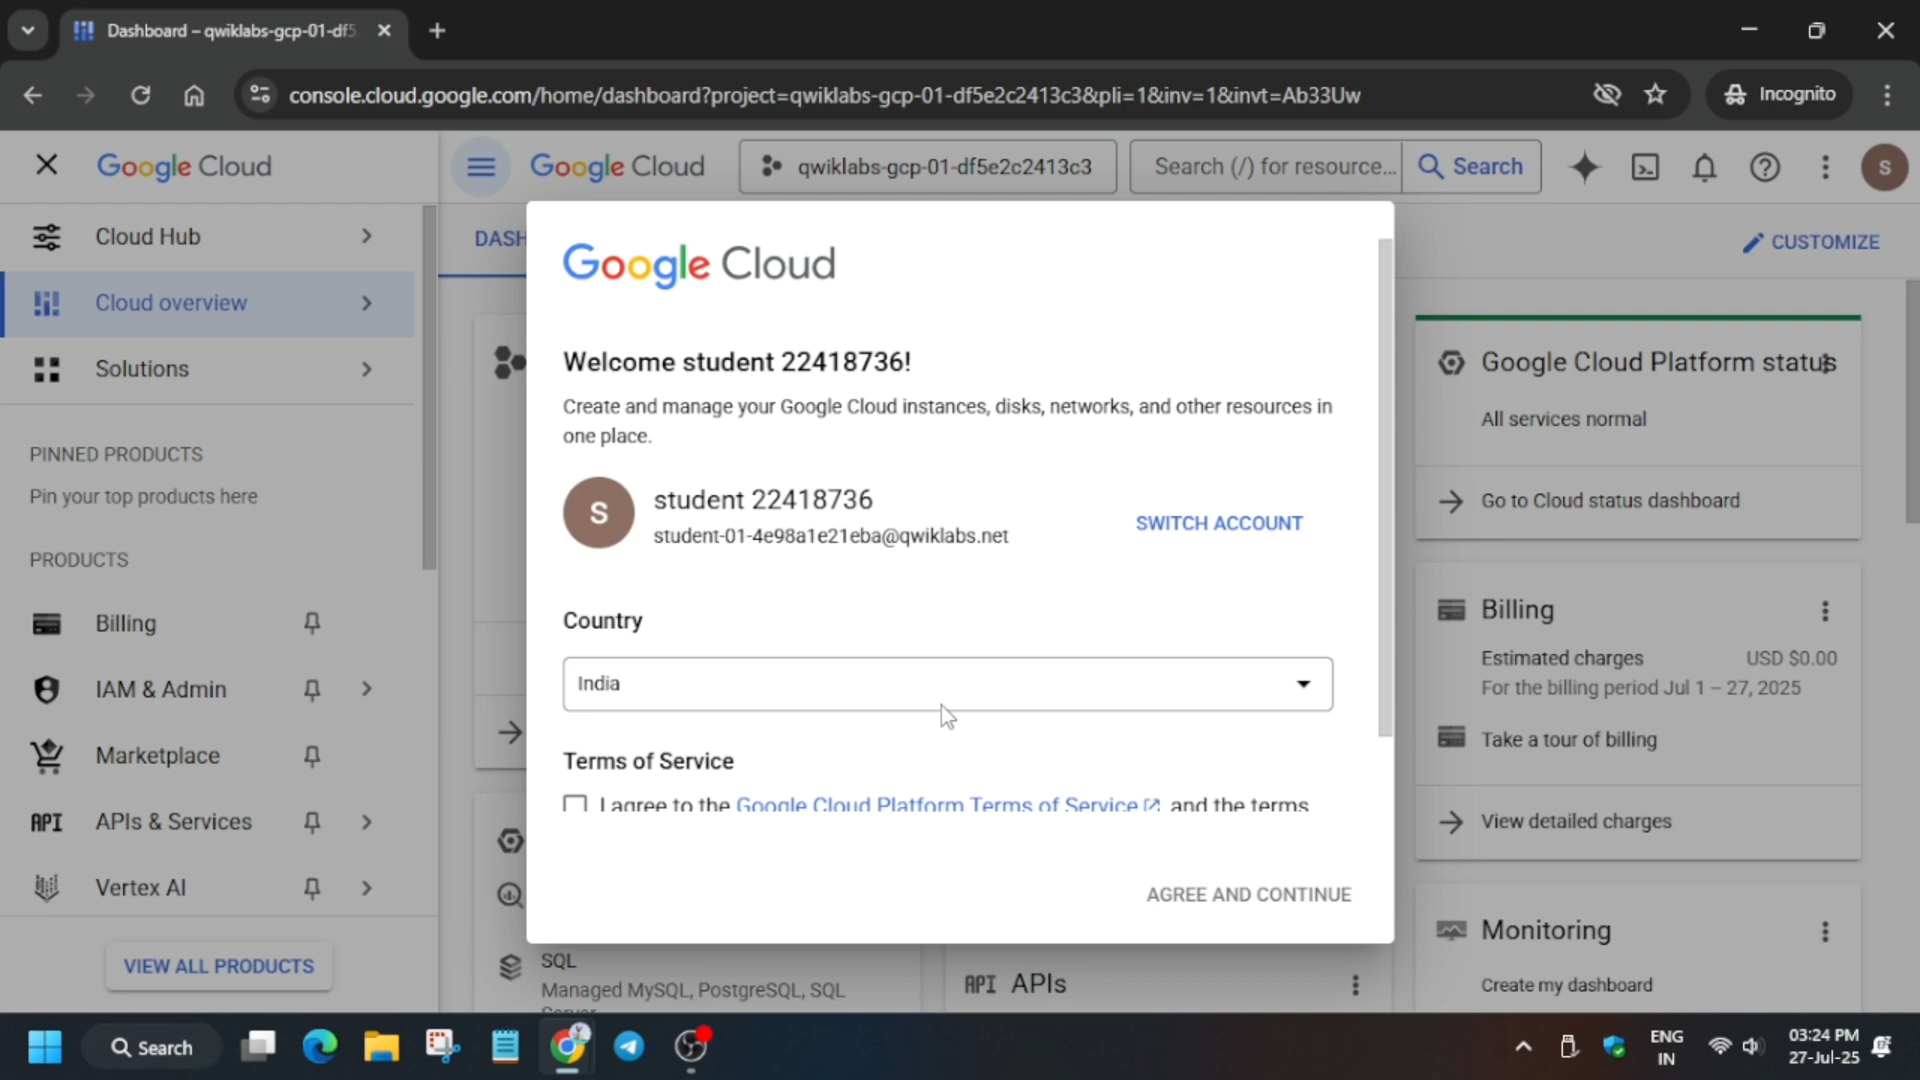 Dashboard – qwiklabs-gcp-01-df5
console.cloud.google.com/home/dashboard?project=qwiklabs-gcp-01-df5e2c2413c3&pli=1&inv=1&invt=Ab33Uw
Incognito
Google Cloud
Google Cloud
qwiklabs-gcp-01-df5e2c2413c3
Search (/) for resource...
Search
S
Cloud Hub
Cloud overview
Solutions
PINNED PRODUCTS
Pin your top products here
PRODUCTS
Billing
IAM & Admin
Marketplace
API APIs & Services
Vertex AI
VIEW ALL PRODUCTS
DASH
CUSTOMIZE
Google Cloud
Welcome student 22418736!
Create and manage your Google Cloud instances, disks, networks, and other resources in
one place.
S
student 22418736
student-01-4e98a1e21eba@qwiklabs.net
SWITCH ACCOUNT
Country
India
Terms of Service
I agree to the Google Cloud Platform Terms of Service and the terms
AGREE AND CONTINUE
SQL
Managed MySQL, PostgreSQL, SQL
Server
API APIs
Google Cloud Platform status
All services normal
Go to Cloud status dashboard
Billing
Estimated charges USD $0.00
For the billing period Jul 1 – 27, 2025
Take a tour of billing
View detailed charges
Monitoring
Create my dashboard
Search
ENG
IN
03:24 PM
27-Jul-25